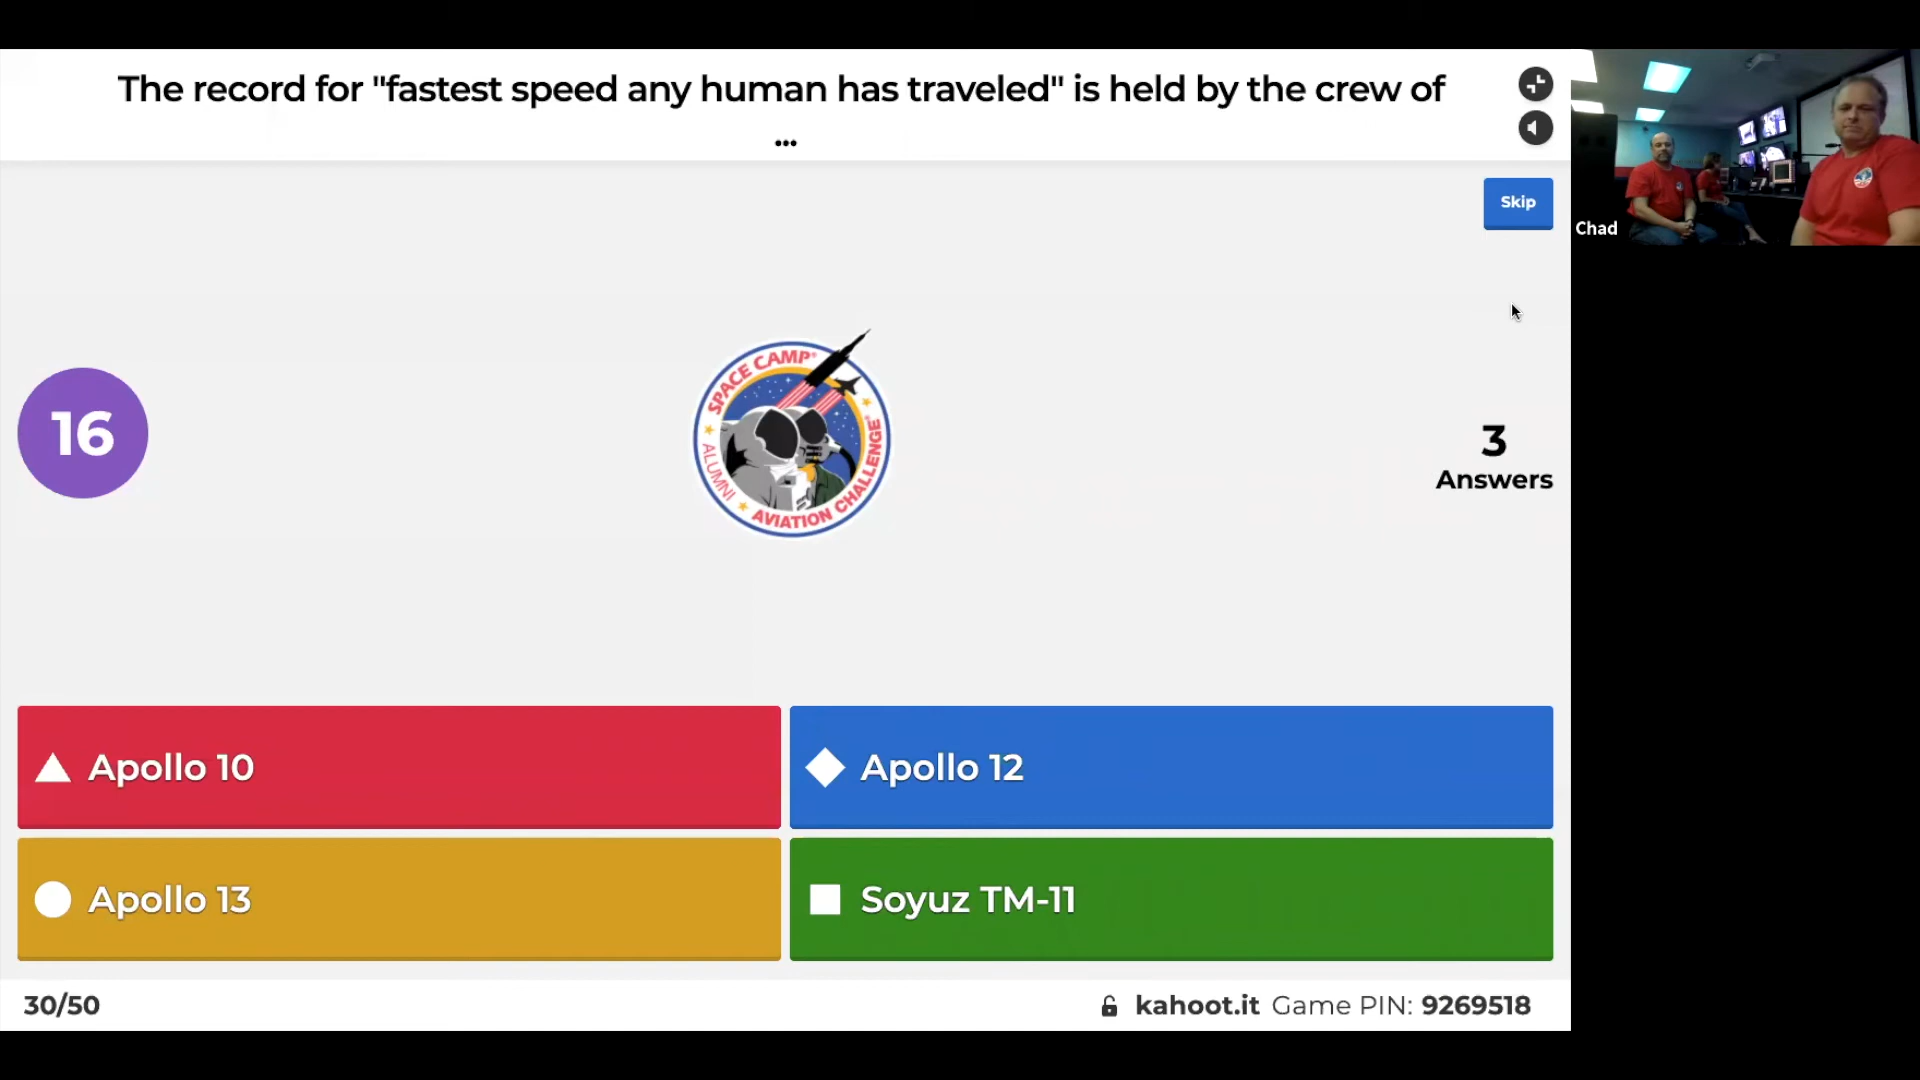 The record for "fastest speed any human has traveled" is held by the crew of
...
Skip
Chad
16
SPACE CAMP®
AVIATION CHALLENGE®
ALUMNI
3
Answers
Apollo 10
Apollo 12
Apollo 13
Soyuz TM-11
30/50
kahoot.it Game PIN: 9269518